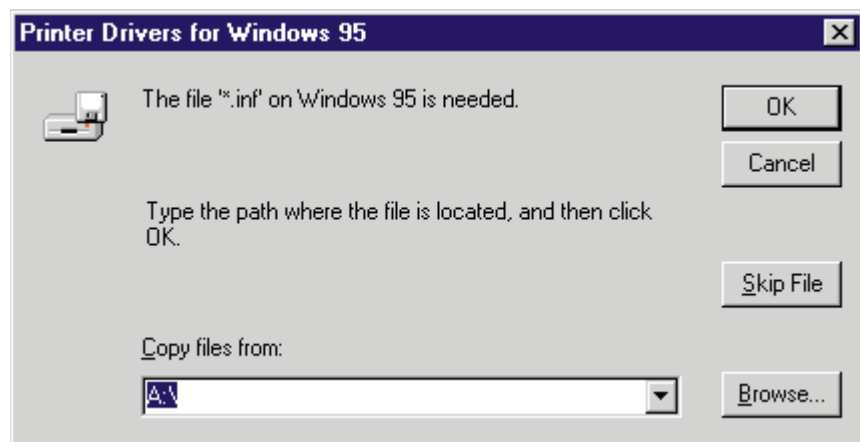 Printer Drivers for Windows 95
The file '*.inf' on Windows 95 is needed.
OK
Cancel
Type the path where the file is located, and then click
OK.
Skip File
Copy files from:
A:\
Browse...